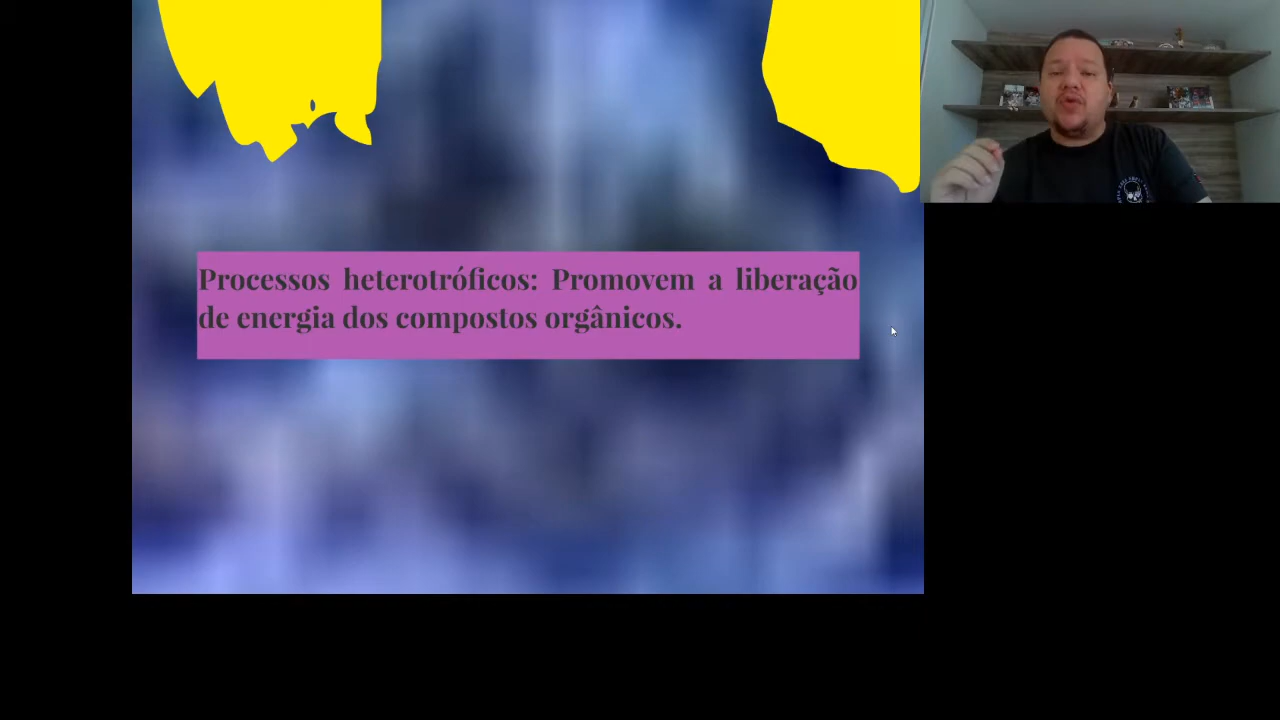 Processos heterotróficos: Promovem a liberação
de energia dos compostos orgânicos.